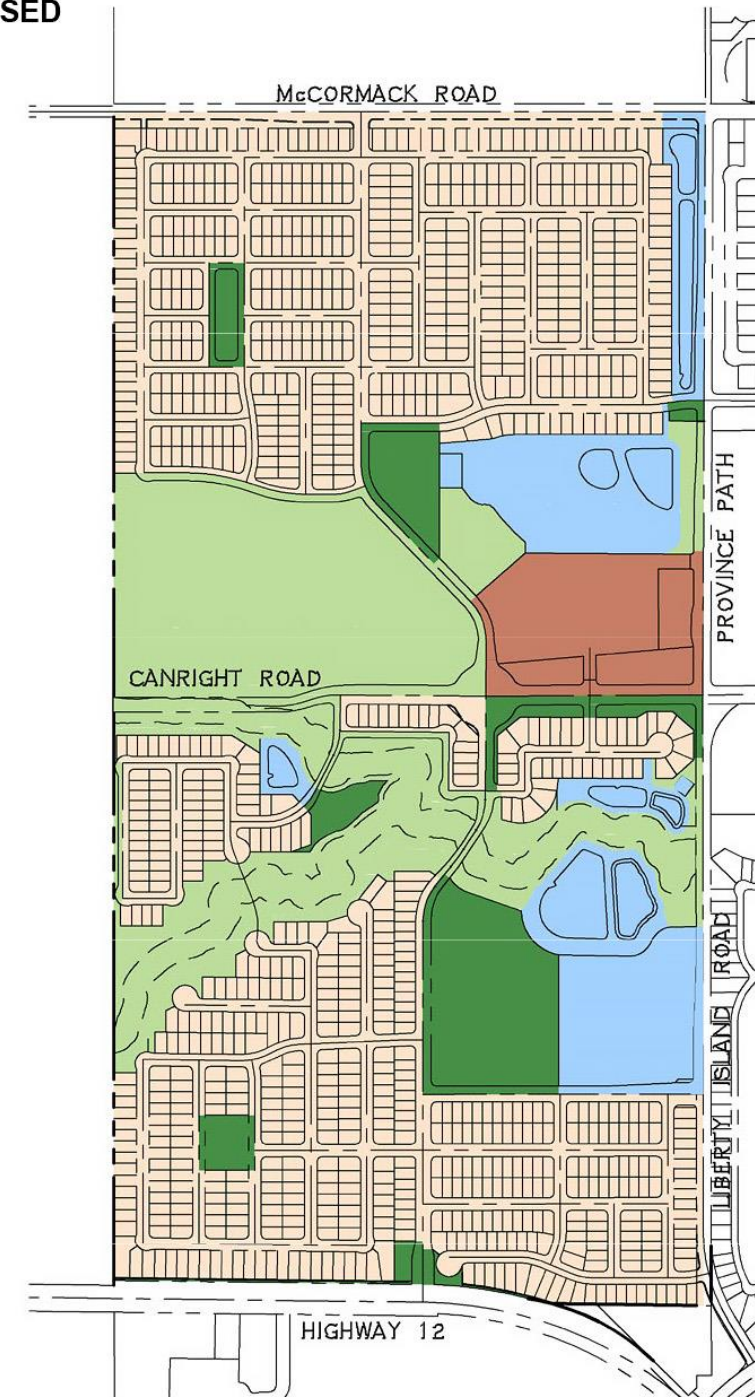 SED
McCORMACK ROAD
PROVINCE PATH
CANRIGHT ROAD
LIBERTY ISLAND ROAD
HIGHWAY 12